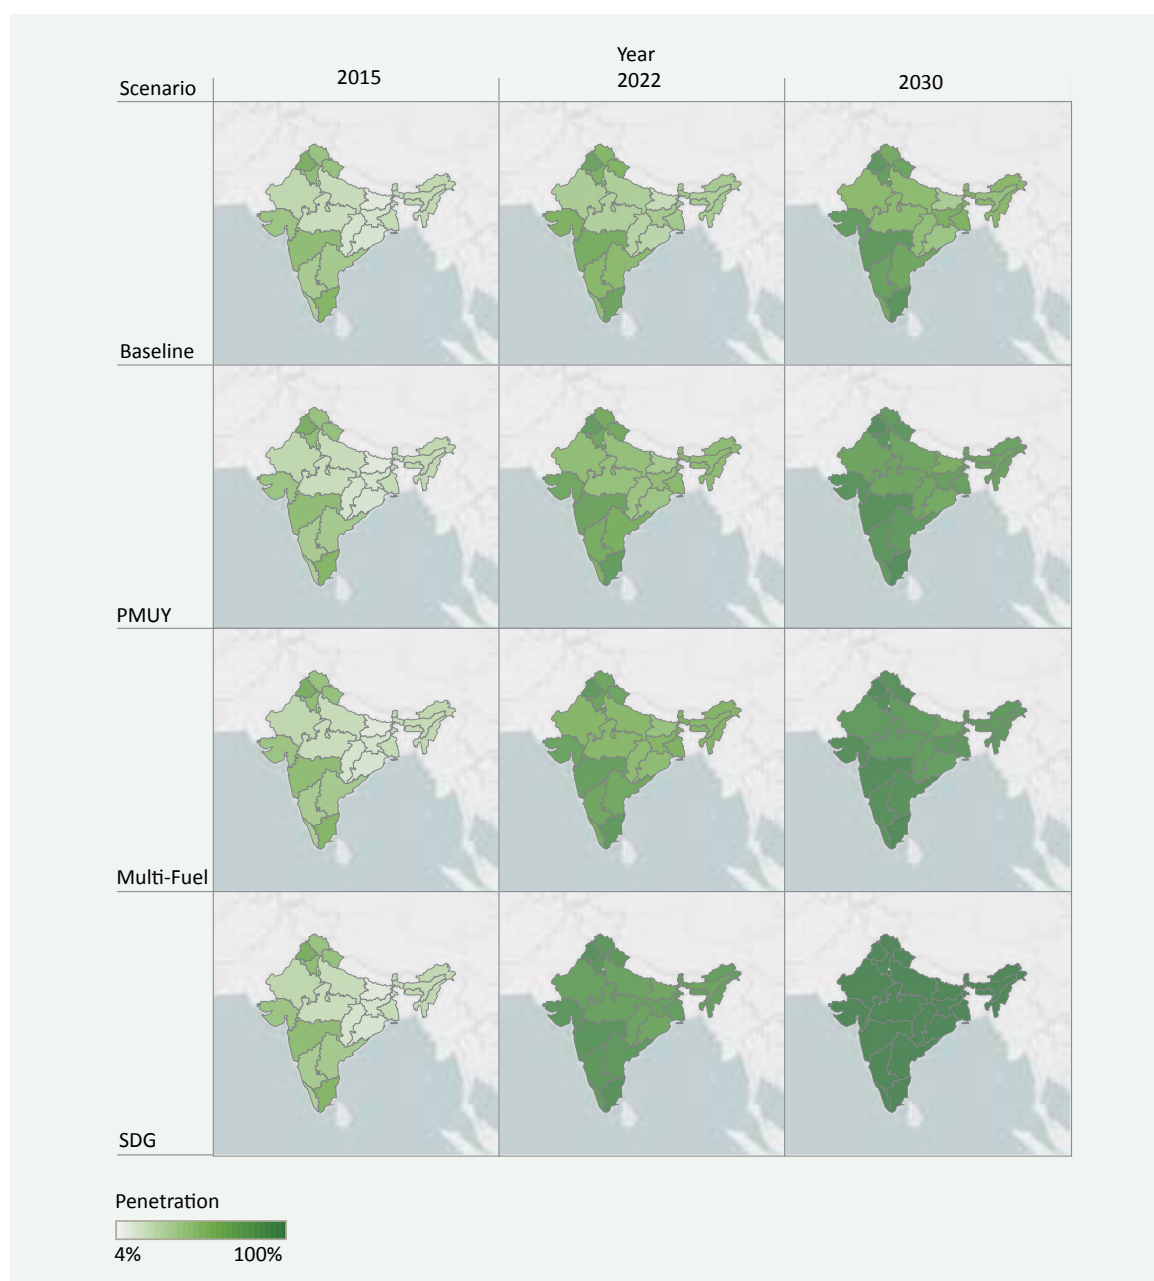 Year
Scenario 2015 2022 2030
Baseline
PMUY
Multi-Fuel
SDG
Penetration
4% 100%